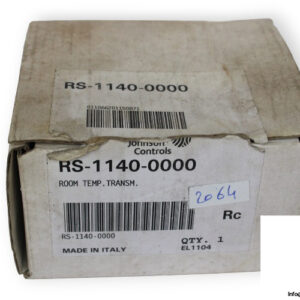 RS-1140-0000
Johnson
Controls
RS-1140-0000
ROOM TEMP.TRANSM.
2064
Rc
RS-1140-0000
QTY. 1
MADE IN ITALY
EL1104